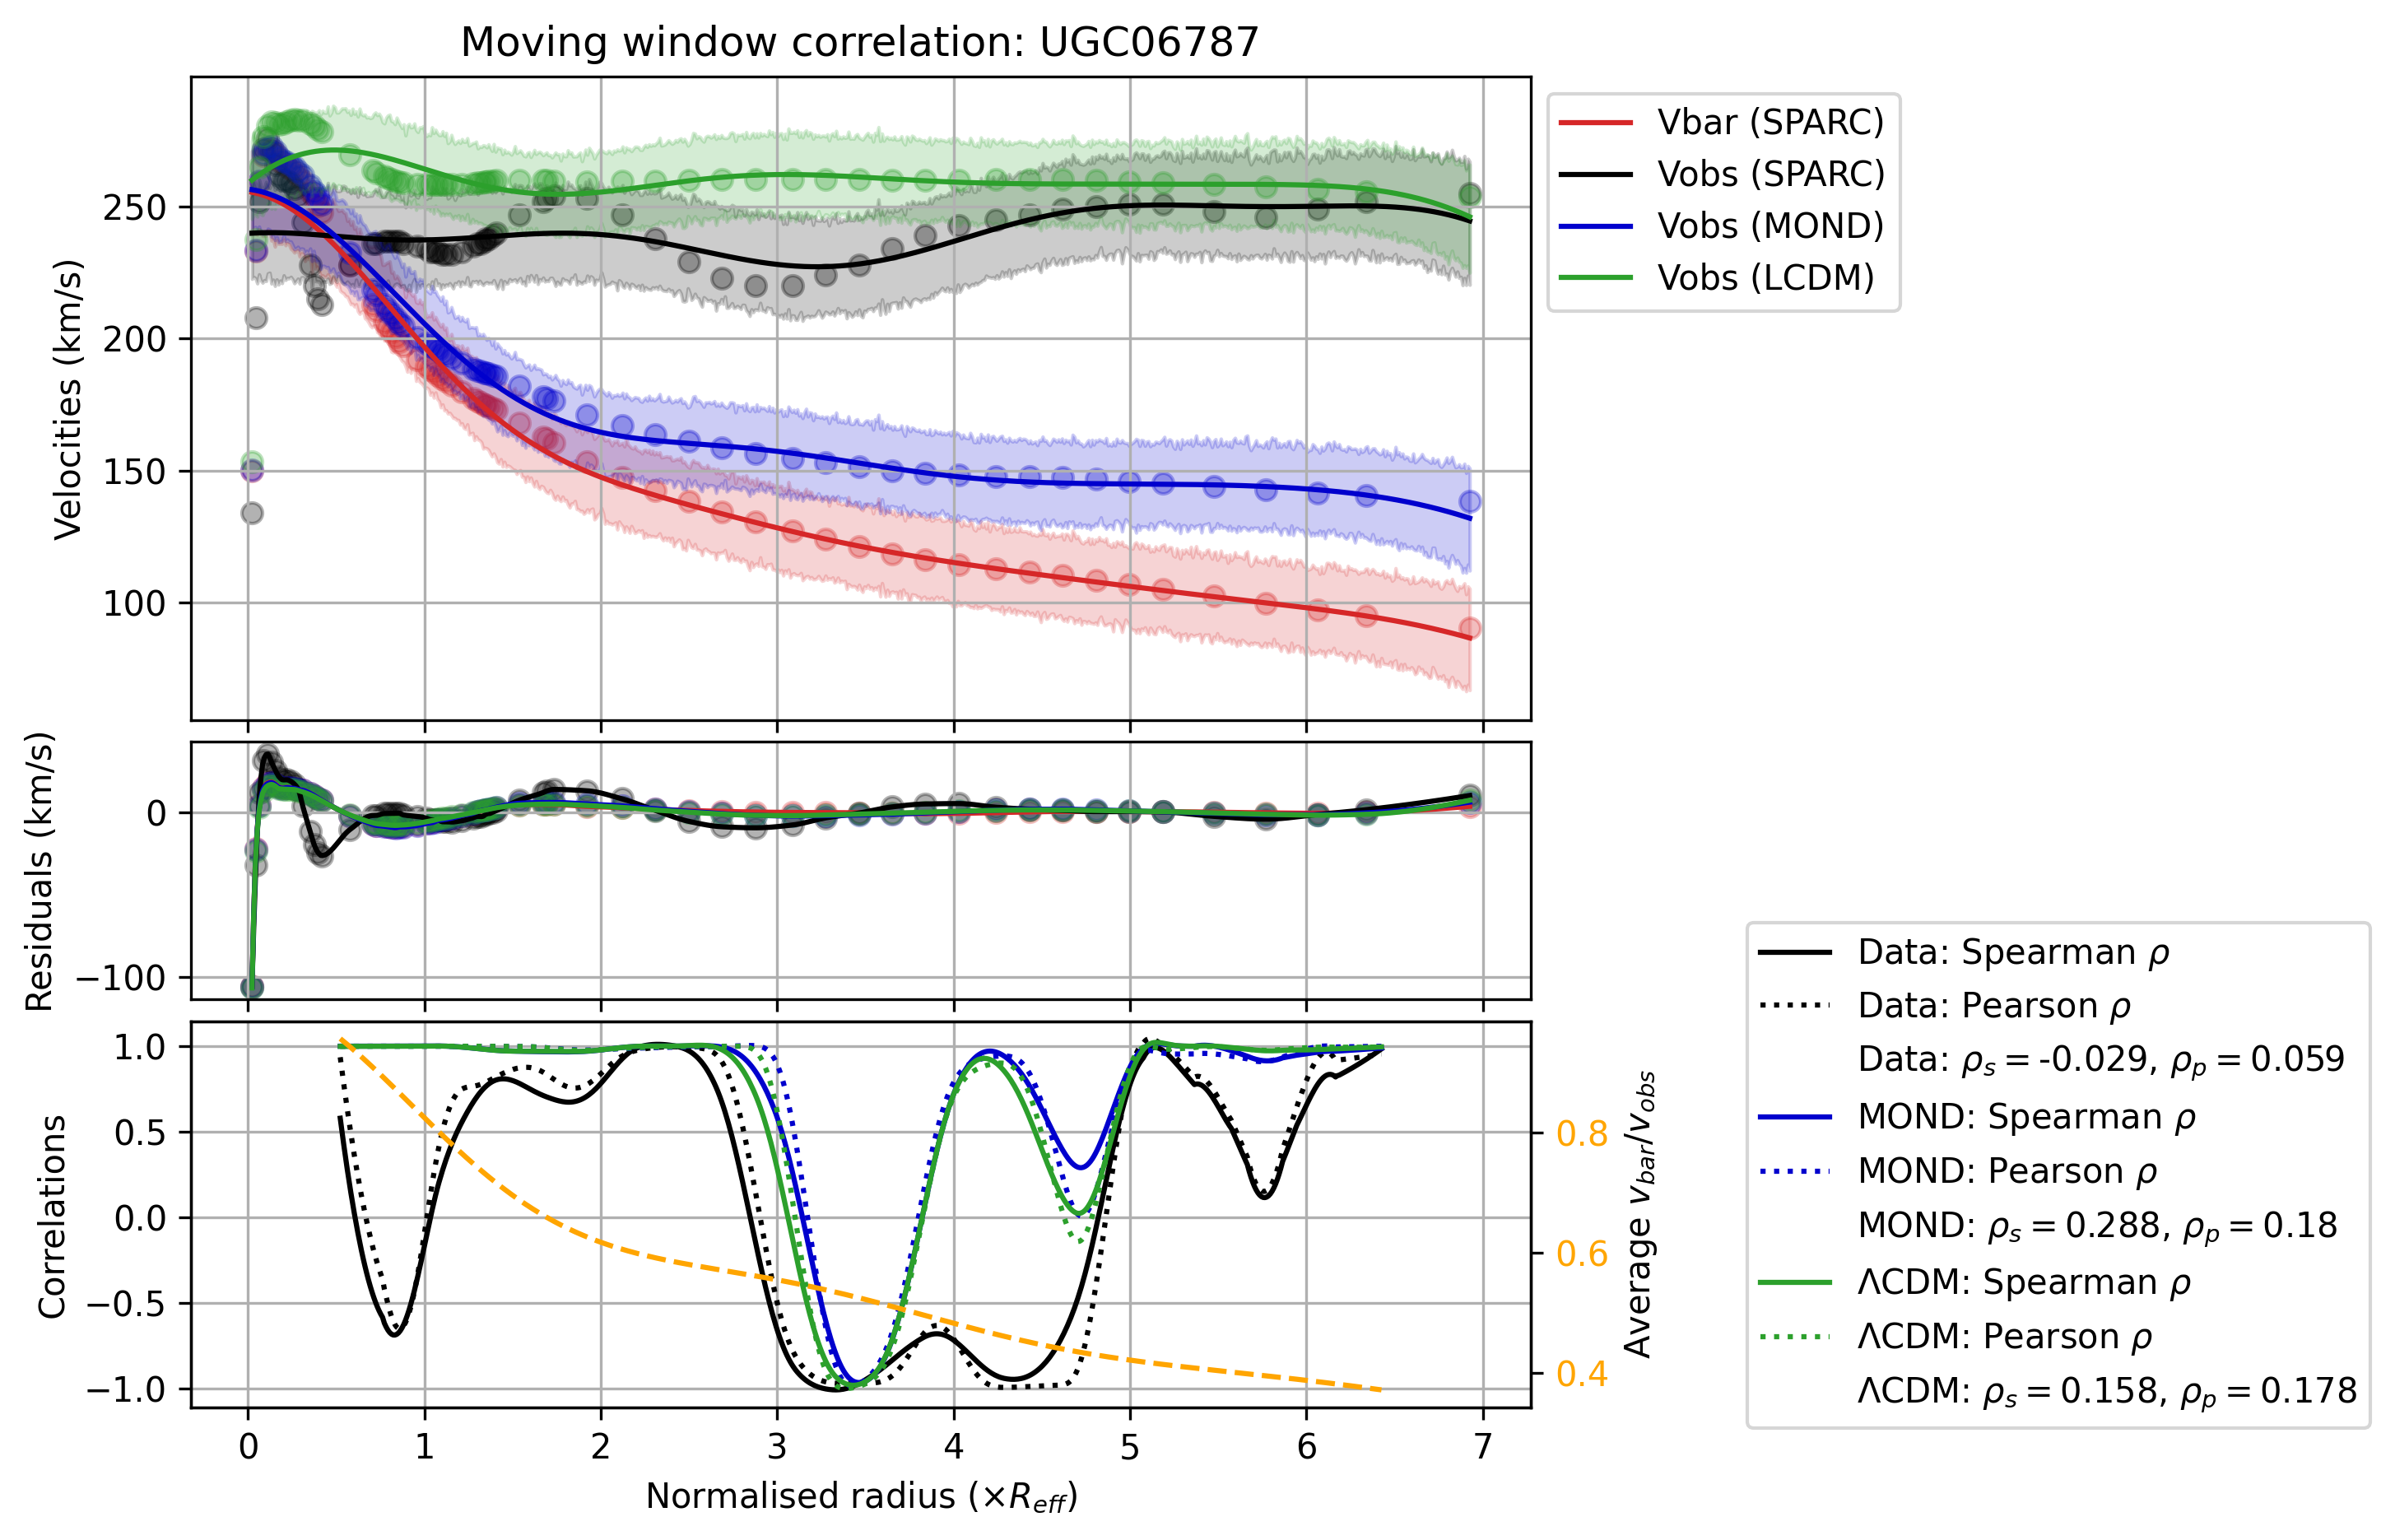 Moving window correlation: UGC06787
Velocities (km/s)
250
200
150
100
Vbar (SPARC)
Vobs (SPARC)
Vobs (MOND)
Vobs (LCDM)
Residuals (km/s)
0
−100
Correlations
1.0
0.5
0.0
−0.5
−1.0
0.8
0.6
0.4
Average v_bar/v_obs
0 1 2 3 4 5 6 7
Normalised radius (×R_eff)
Data: Spearman ρ
Data: Pearson ρ
Data: ρ_s = -0.029, ρ_p = 0.059
MOND: Spearman ρ
MOND: Pearson ρ
MOND: ρ_s = 0.288, ρ_p = 0.18
ΛCDM: Spearman ρ
ΛCDM: Pearson ρ
ΛCDM: ρ_s = 0.158, ρ_p = 0.178